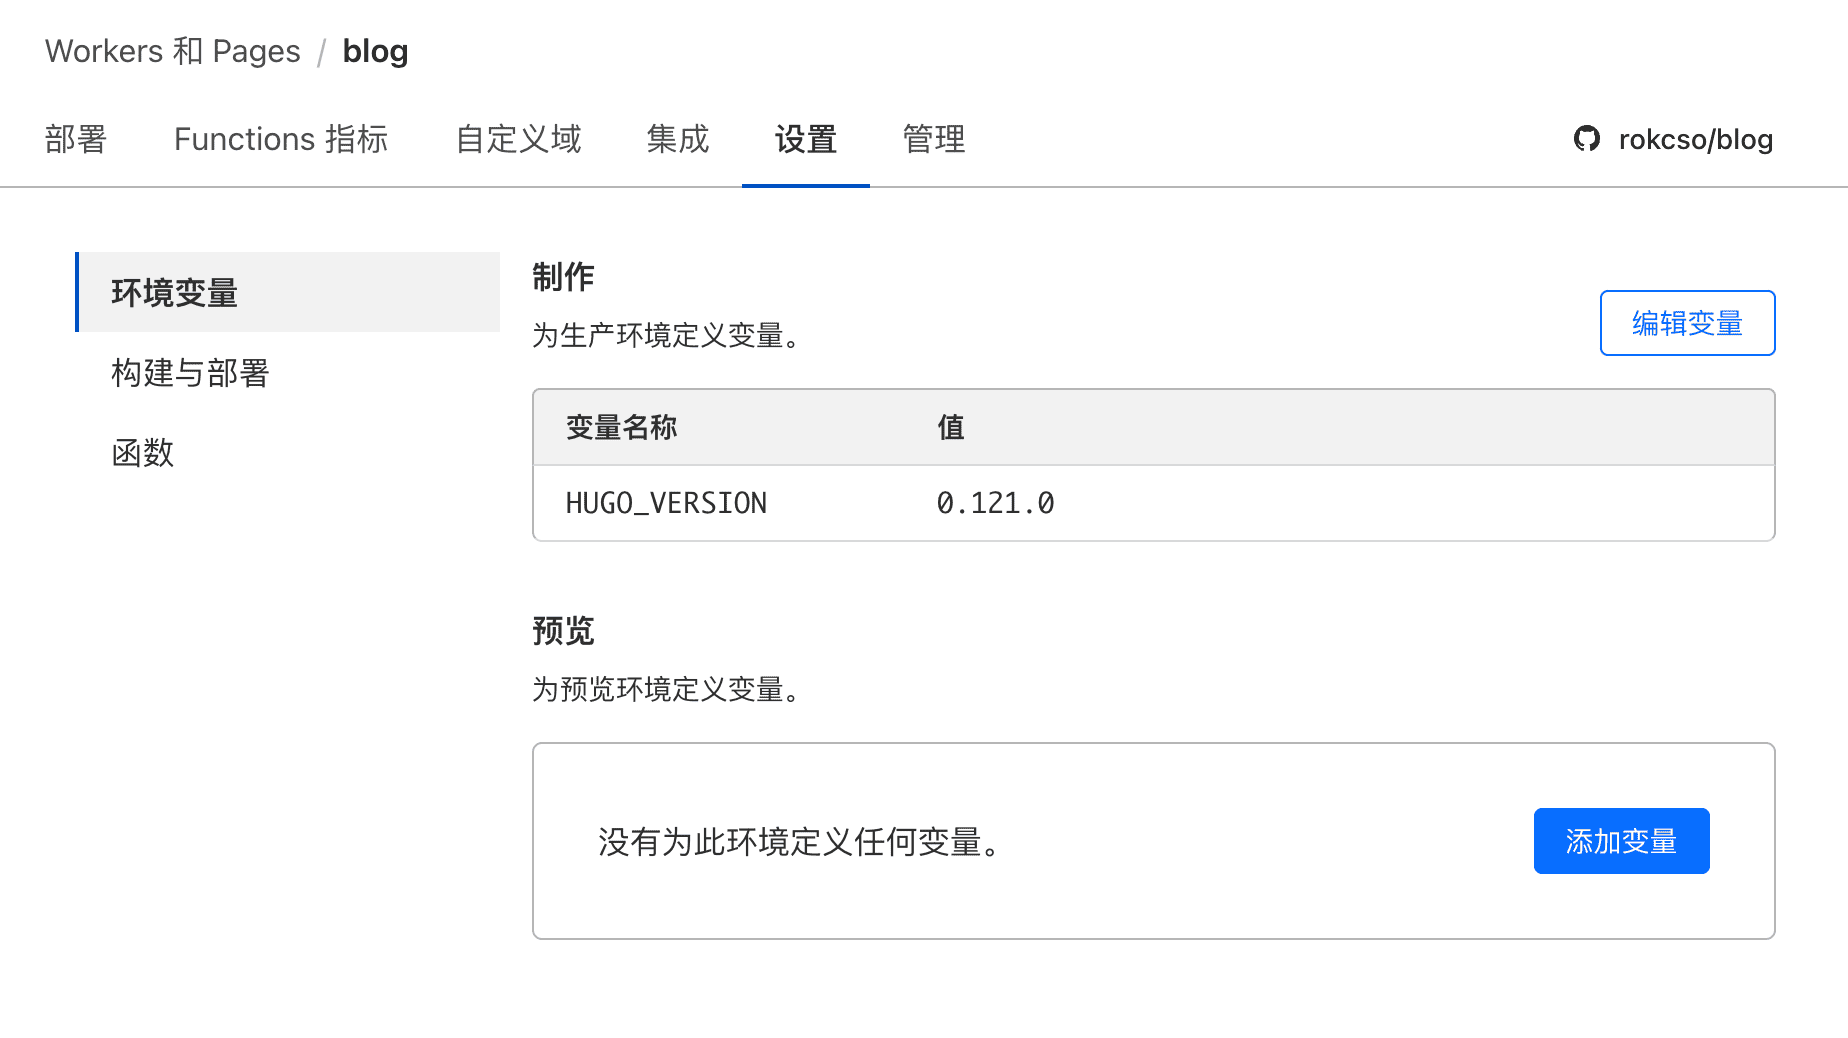 Workers 和 Pages / blog
部署 Functions 指标 自定义域 集成 设置 管理 rokcso/blog
环境变量
构建与部署
函数
制作
为生产环境定义变量。
编辑变量
变量名称 值
HUGO_VERSION 0.121.0
预览
为预览环境定义变量。
没有为此环境定义任何变量。 添加变量